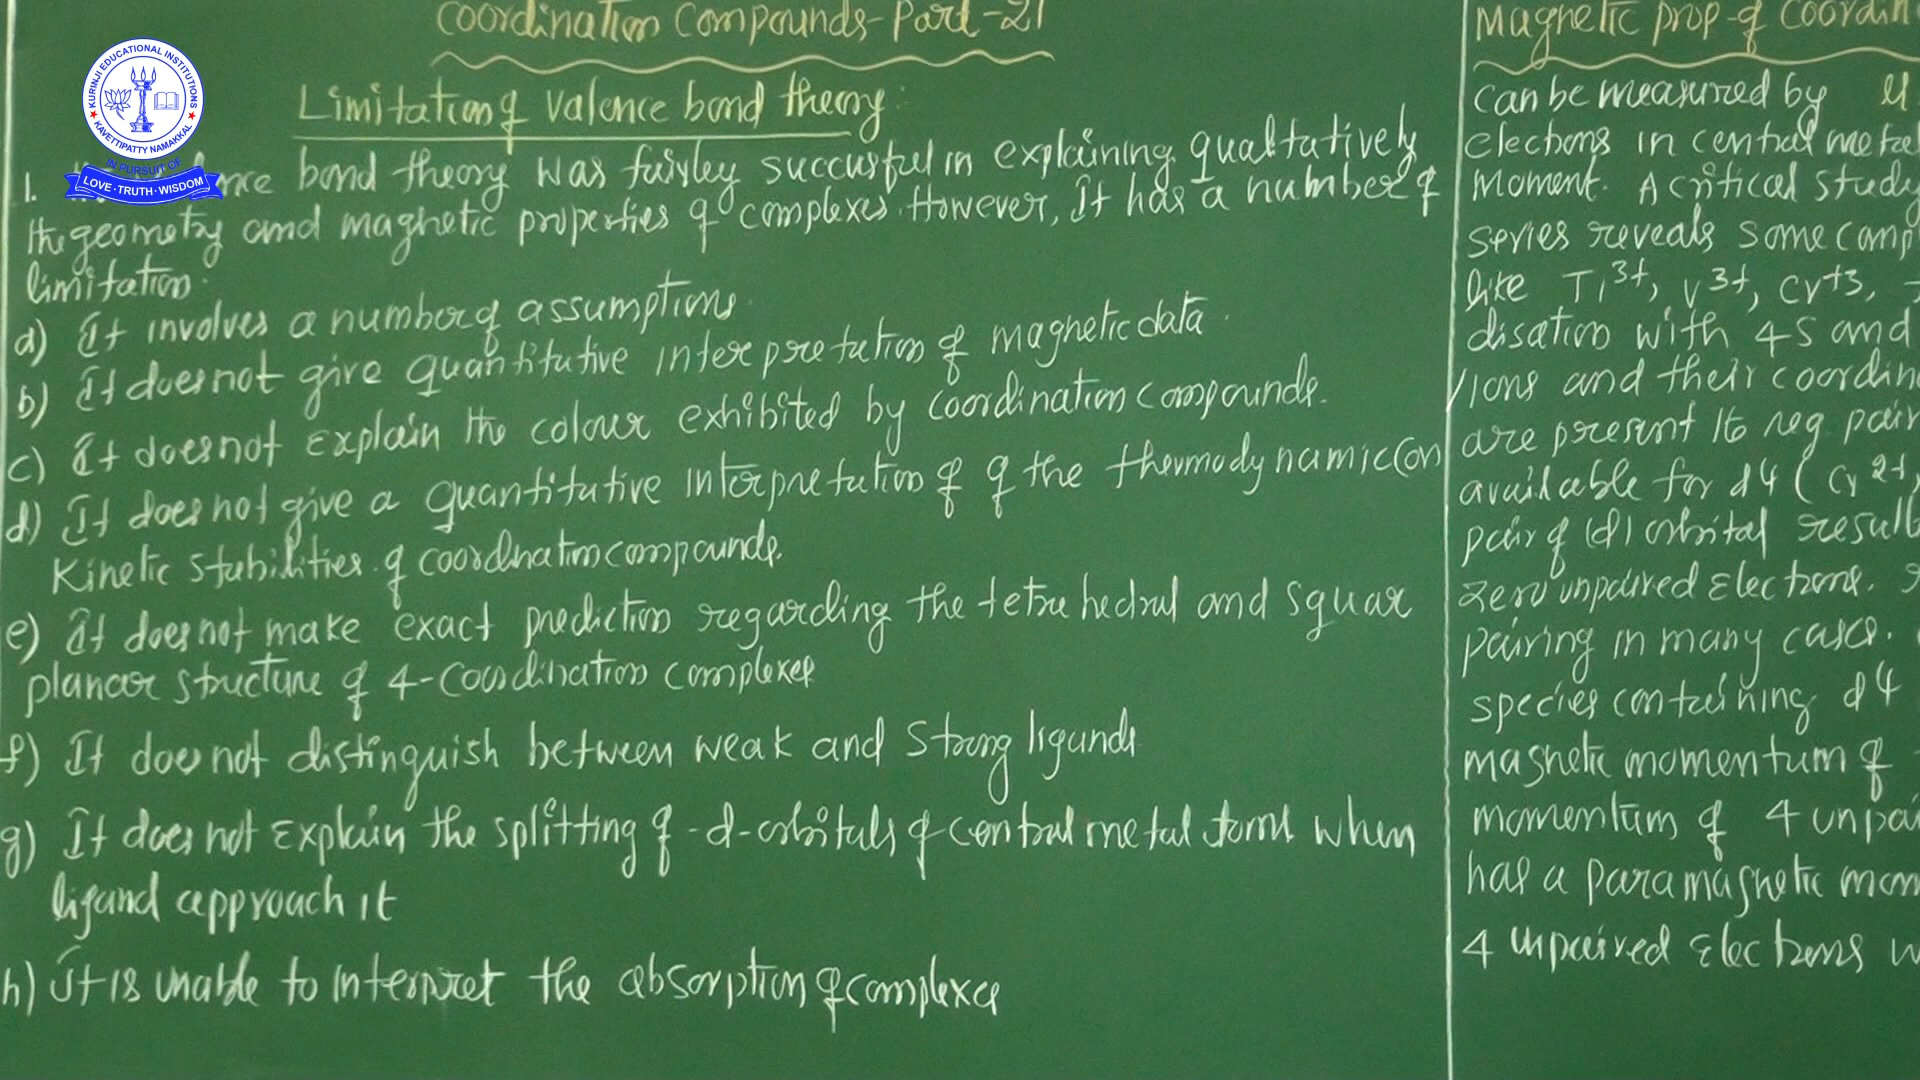 Coordination Compounds-Part-21
Limitation of Valence bond theory:
1. bond theory was fairley succussful in explaining qualtatively
the geometry and magnetic properties of complexes. However, It has a number of
limitation.
a) It involves a number of assumptions.
b) It does not give quantitative interpretation of magnetic data.
c) It does not explain the colour exhibited by coordination compounds.
d) It does not give a quantitative interpretation of of the thermodynamic (on
Kinetic stabilities of coordination compounds.
e) It does not make exact prediction regarding the tetrahedral and squar
planar structure of 4-coordination complexes
f) It does not distinguish between weak and strong ligands
g) It does not explain the splitting of -d-orbitals of central metal toms when
ligand approach it
h) It is unable to interpret the absorption of complexes
Magnetic prop-of Coordin
can be measured by
elections in central metal
moment. A critical study
series reveals some comp
like Ti3+, V3+, Cr+3,
disation with 4S and
ions and their coordin
are present to req pair
available for d4 (Cr2+,
pair of (d) orbital result
zero unpaired Electrons.
pairing in many cases.
species containing d4
magnetic momentum of
momentum of 4 unpai
has a paramagnetic mom
4 unpaired Electrons w
KURINJI EDUCATIONAL INSTITUTIONS
KAVETTIPATTY NAMAKKAL
IN PURSUIT OF
LOVE·TRUTH·WISDOM